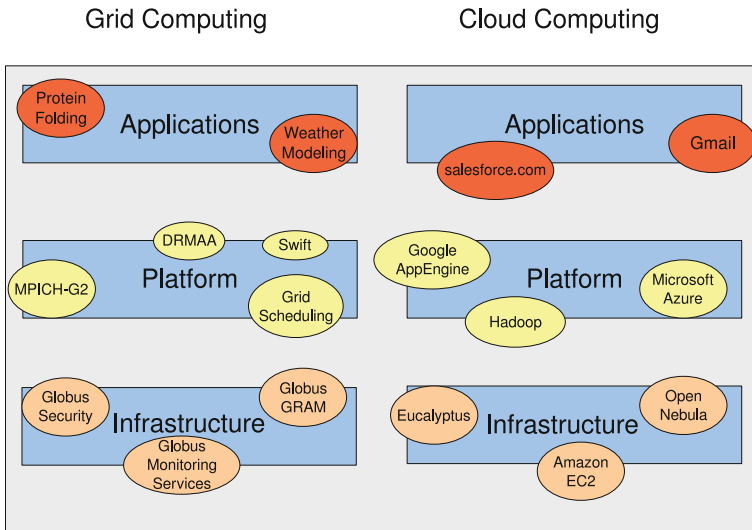 Grid Computing
Cloud Computing
Protein
Folding
Applications
Weather
Modeling
Applications
salesforce.com
Gmail
DRMAA
Swift
MPICH-G2
Platform
Grid
Scheduling
Google
AppEngine
Platform
Microsoft
Azure
Hadoop
Globus
Security
Infrastructure
Globus
GRAM
Globus
Monitoring
Services
Eucalyptus
Infrastructure
Open
Nebula
Amazon
EC2